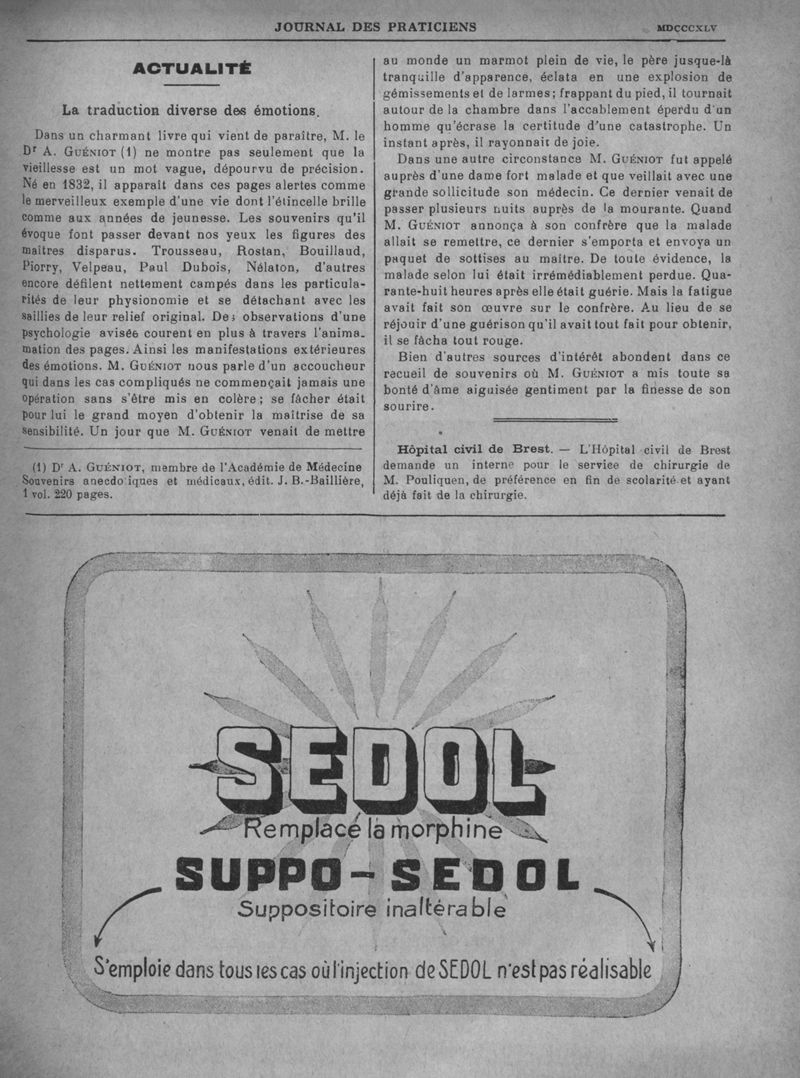 JOURNAL DES PRATICIENS MDCCCXLV
ACTUALITÉ
La traduction diverse des émotions.
Dans un charmant livre qui vient de paraître, M. le
Dr A. GUÉNIOT (1) ne montre pas seulement que la
vieillesse est un mot vague, dépourvu de précision.
Né en 1832, il apparaît dans ces pages alertes comme
le merveilleux exemple d'une vie dont l'étincelle brille
comme aux années de jeunesse. Les souvenirs qu'il
évoque font passer devant nos yeux les figures des
maîtres disparus. Trousseau, Rostan, Bouillaud,
Piorry, Velpeau, Paul Dubois, Nélaton, d'autres
encore défilent nettement campés dans les particula-
rités de leur physionomie et se détachant avec les
saillies de leur relief original. Des observations d'une
psychologie avisée courent en plus à travers l'anima-
mation des pages. Ainsi les manifestations extérieures
des émotions. M. GUÉNIOT nous parle d'un accoucheur
qui dans les cas compliqués ne commençait jamais une
opération sans s'être mis en colère; se fâcher était
pour lui le grand moyen d'obtenir la maîtrise de sa
sensibilité. Un jour que M. GUÉNIOT venait de mettre
(1) Dr A. GUÉNIOT, membre de l'Académie de Médecine
Souvenirs anecdo iques et médicaux, édit. J. B.-Baillière,
1 vol. 220 pages.
au monde un marmot plein de vie, le père jusque-là
tranquille d'apparence, éclata en une explosion de
gémissements et de larmes; frappant du pied, il tournait
autour de la chambre dans l'accablement éperdu d'un
homme qu'écrase la certitude d'une catastrophe. Un
instant après, il rayonnait de joie.
Dans une autre circonstance M. GUÉNIOT fut appelé
auprès d'une dame fort malade et que veillait avec une
grande sollicitude son médecin. Ce dernier venait de
passer plusieurs nuits auprès de la mourante. Quand
M. GUÉNIOT annonça à son confrère que la malade
allait se remettre, ce dernier s'emporta et envoya un
paquet de sottises au maître. De toute évidence, la
malade selon lui était irrémédiablement perdue. Qua-
rante-huit heures après elle était guérie. Mais la fatigue
avait fait son œuvre sur le confrère. Au lieu de se
réjouir d'une guérison qu'il avait tout fait pour obtenir,
il se fâcha tout rouge.
Bien d'autres sources d'intérêt abondent dans ce
recueil de souvenirs où M. GUÉNIOT a mis toute sa
bonté d'âme aiguisée gentiment par la finesse de son
sourire.
Hôpital civil de Brest. — L'Hôpital civil de Brest
demande un interne pour le service de chirurgie de
M. Pouliquen, de préférence en fin de scolarité et ayant
déjà fait de la chirurgie.
SEDOL
Remplace la morphine
SUPPO-SEDOL
Suppositoire inaltérable
S'emploie dans tous les cas où l'injection de SEDOL n'est pas réalisable